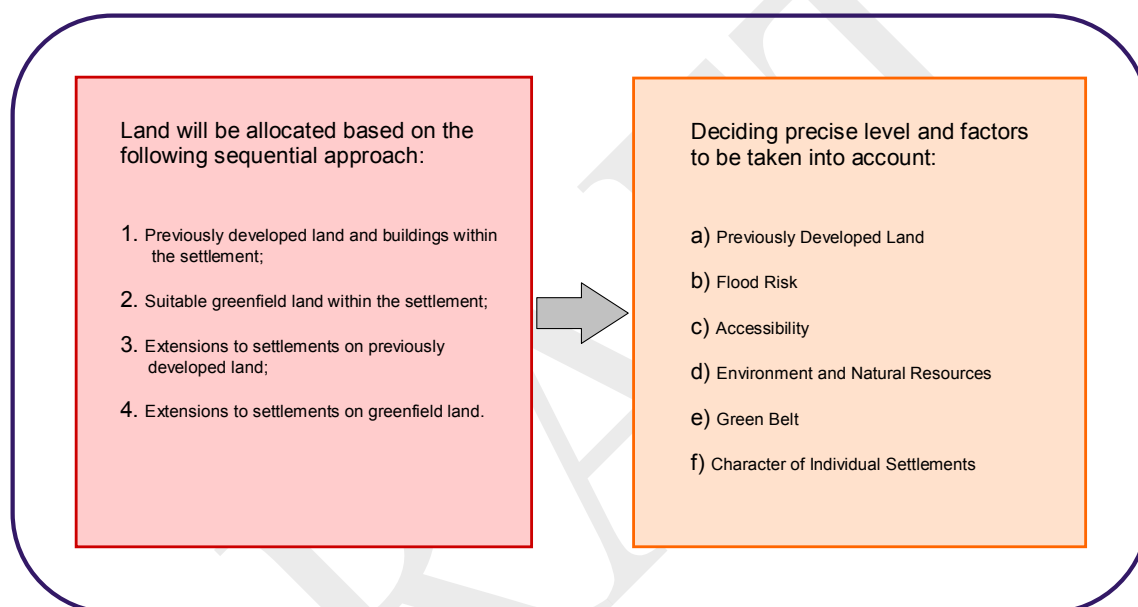 Land will be allocated based on the
following sequential approach:
1. Previously developed land and buildings within
the settlement;
2. Suitable greenfield land within the settlement;
3. Extensions to settlements on previously
developed land;
4. Extensions to settlements on greenfield land.
Deciding precise level and factors
to be taken into account:
a) Previously Developed Land
b) Flood Risk
c) Accessibility
d) Environment and Natural Resources
e) Green Belt
f) Character of Individual Settlements